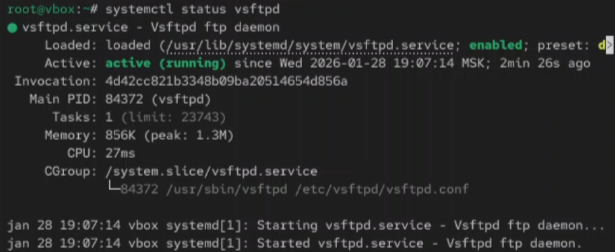 root@vbox:~# systemctl status vsftpd
● vsftpd.service - Vsftpd ftp daemon
     Loaded: loaded (/usr/lib/systemd/system/vsftpd.service; enabled; preset: d>
     Active: active (running) since Wed 2026-01-28 19:07:14 MSK; 2min 26s ago
 Invocation: 4d42cc821b3348b09ba20514654d856a
   Main PID: 84372 (vsftpd)
      Tasks: 1 (limit: 23743)
     Memory: 856K (peak: 1.3M)
        CPU: 27ms
     CGroup: /system.slice/vsftpd.service
             └─84372 /usr/sbin/vsftpd /etc/vsftpd/vsftpd.conf
jan 28 19:07:14 vbox systemd[1]: Starting vsftpd.service - Vsftpd ftp daemon...
jan 28 19:07:14 vbox systemd[1]: Started vsftpd.service - Vsftpd ftp daemon.